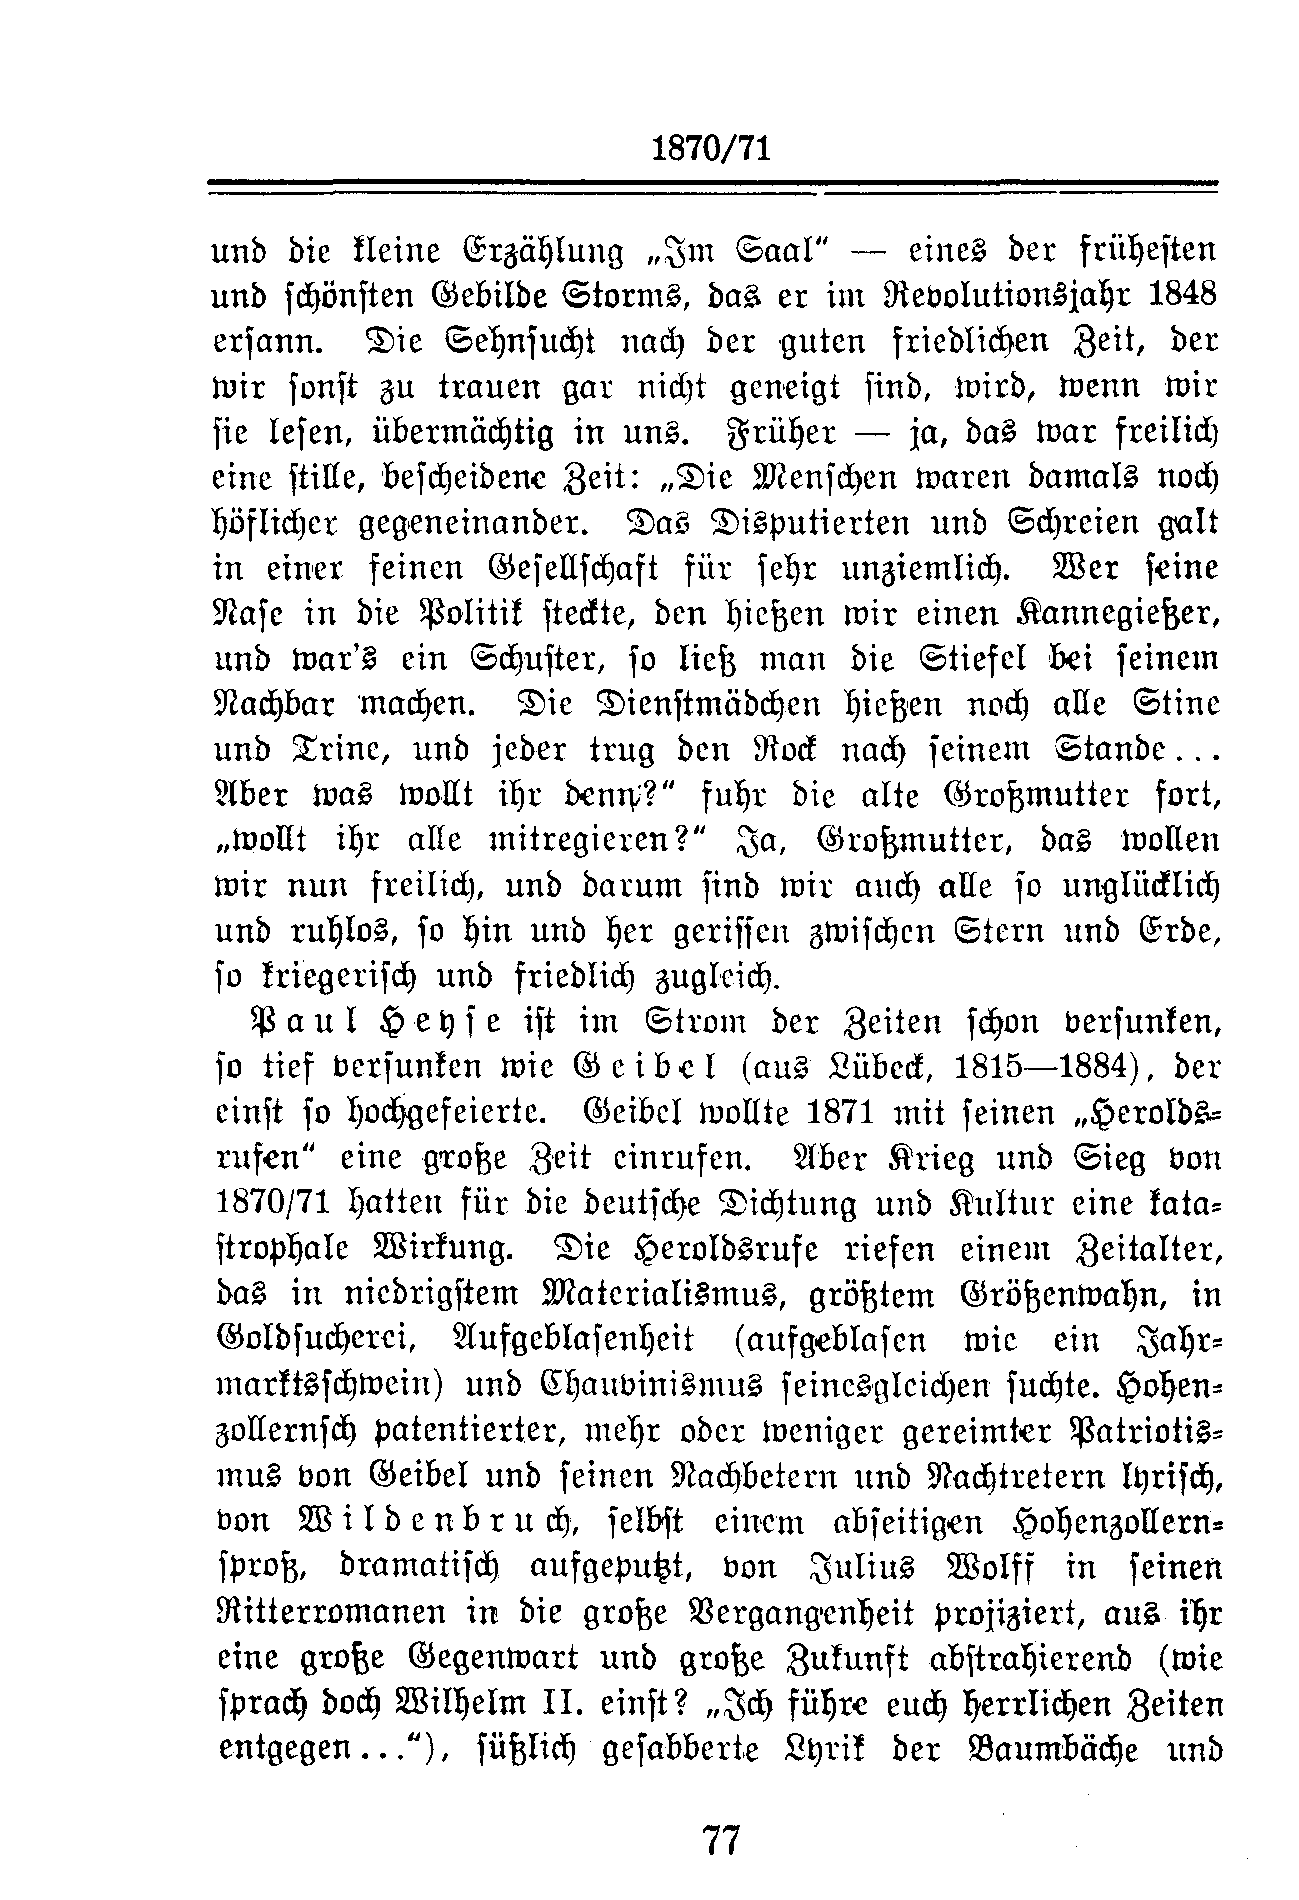 1870/71
und die kleine Erzählung „Im Saal“ — eines der frühesten
und schönsten Gebilde Storms, das er im Revolutionsjahr 1848
ersann. Die Sehnsucht nach der guten friedlichen Zeit, der
wir sonst zu trauen gar nicht geneigt sind, wird, wenn wir
sie lesen, übermächtig in uns. Früher — ja, das war freilich
eine stille, bescheidene Zeit: „Die Menschen waren damals noch
höflicher gegeneinander. Das Disputierten und Schreien galt
in einer feinen Gesellschaft für sehr unziemlich. Wer seine
Nase in die Politik steckte, den hießen wir einen Kannegießer,
und war's ein Schuster, so ließ man die Stiefel bei seinem
Nachbar machen. Die Dienstmädchen hießen noch alle Stine
und Trine, und jeder trug den Rock nach seinem Stande...
Aber was wollt ihr denn?“ fuhr die alte Großmutter fort,
„wollt ihr alle mitregieren?“ Ja, Großmutter, das wollen
wir nun freilich, und darum sind wir auch alle so unglücklich
und ruhlos, so hin und her gerissen zwischen Stern und Erde,
so kriegerisch und friedlich zugleich.
Paul Heyse ist im Strom der Zeiten schon versunken,
so tief versunken wie Geibel (aus Lübeck, 1815—1884), der
einst so hochgefeierte. Geibel wollte 1871 mit seinen „Herolds-
rufen“ eine große Zeit einrufen. Aber Krieg und Sieg von
1870/71 hatten für die deutsche Dichtung und Kultur eine kata-
strophale Wirkung. Die Heroldsrufe riefen einem Zeitalter,
das in niedrigstem Materialismus, größtem Größenwahn, in
Goldsucherei, Aufgeblasenheit (aufgeblasen wie ein Jahr-
marktsschwein) und Chauvinismus seinesgleichen suchte. Hohen-
zollernsch patentierter, mehr oder weniger gereimter Patriotis-
mus von Geibel und seinen Nachbetern und Nachtretern lyrisch,
von Wildenbruch, selbst einem abseitigen Hohenzollern-
sproß, dramatisch aufgeputzt, von Julius Wolff in seinen
Ritterromanen in die große Vergangenheit projiziert, aus ihr
eine große Gegenwart und große Zukunft abstrahierend (wie
sprach doch Wilhelm II. einst? „Ich führe euch herrlichen Zeiten
entgegen...“), süßlich gesabberte Lyrik der Baumbäche und
77